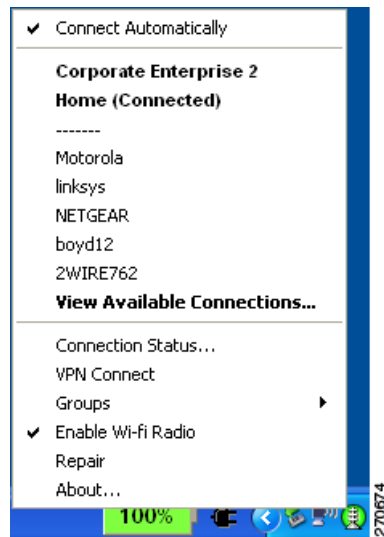 Connect Automatically
Corporate Enterprise 2
Home (Connected)
-------
Motorola
linksys
NETGEAR
boyd12
2WIRE762
View Available Connections...
Connection Status...
VPN Connect
Groups
Enable Wi-fi Radio
Repair
About...
100%
270674